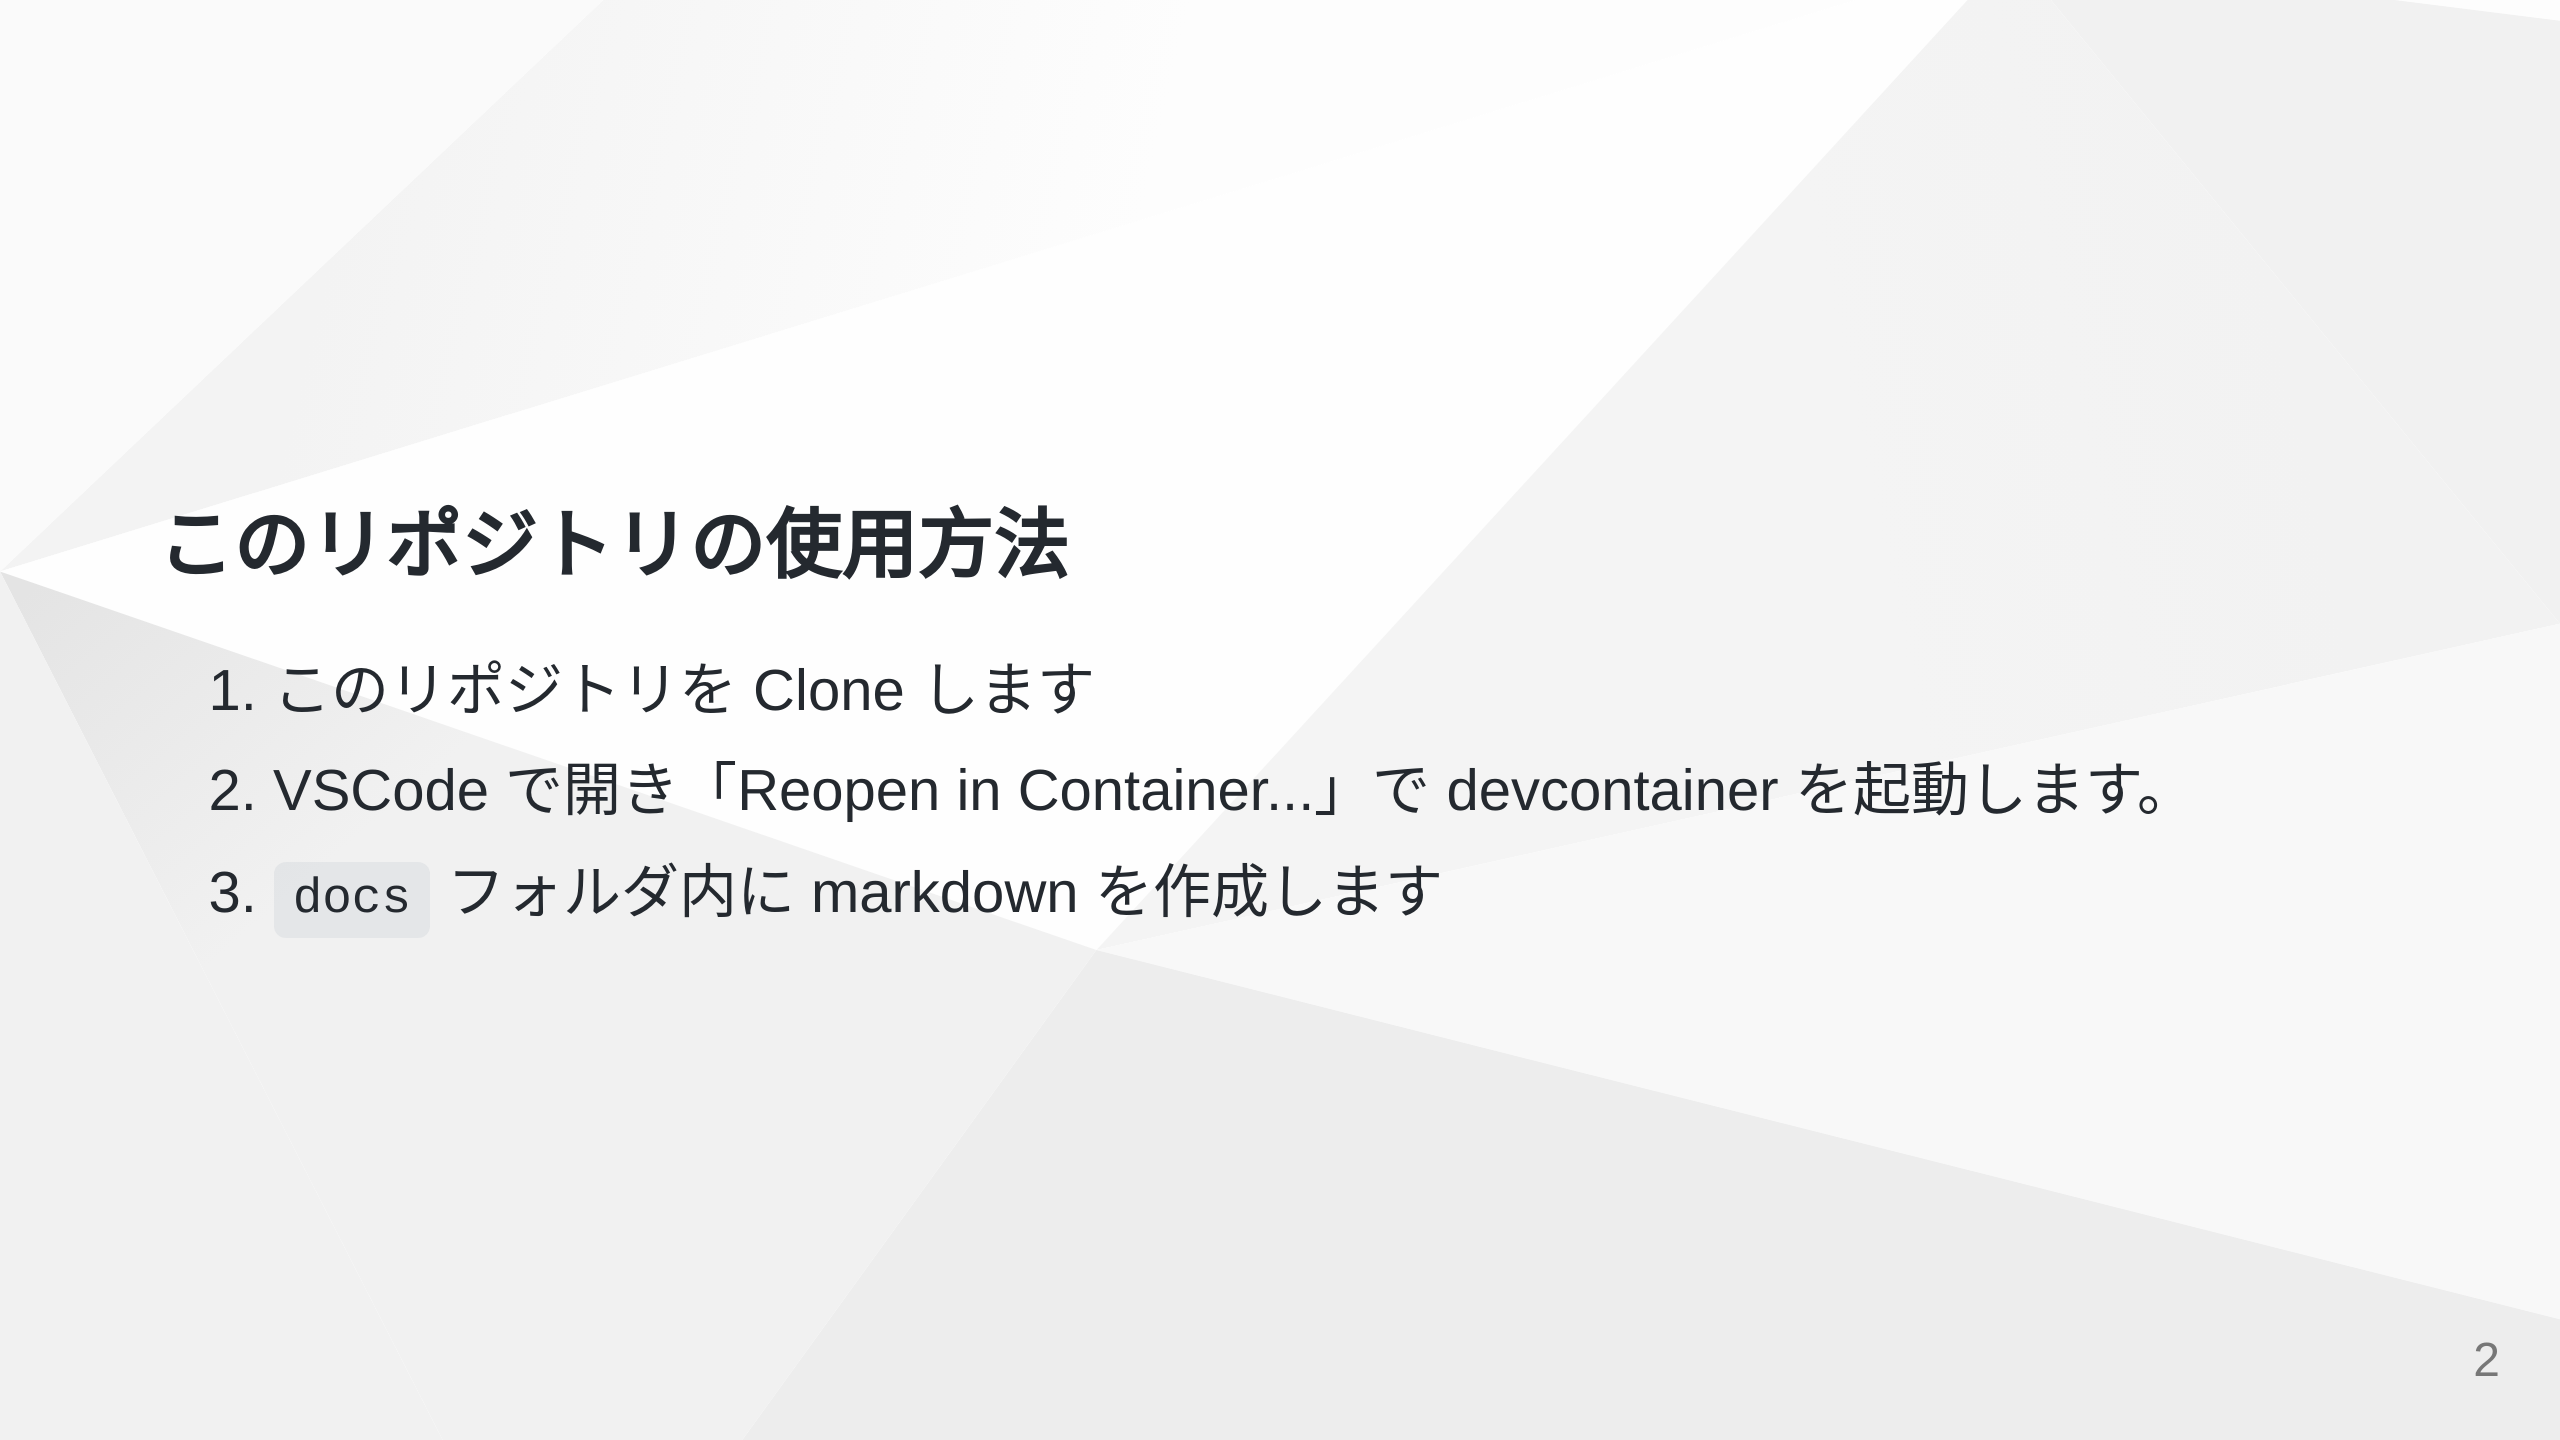 このリポジトリの使用方法
1. このリポジトリを Clone します
2. VSCode で開き「Reopen in Container...」で devcontainer を起動します。
3. docs フォルダ内に markdown を作成します
2